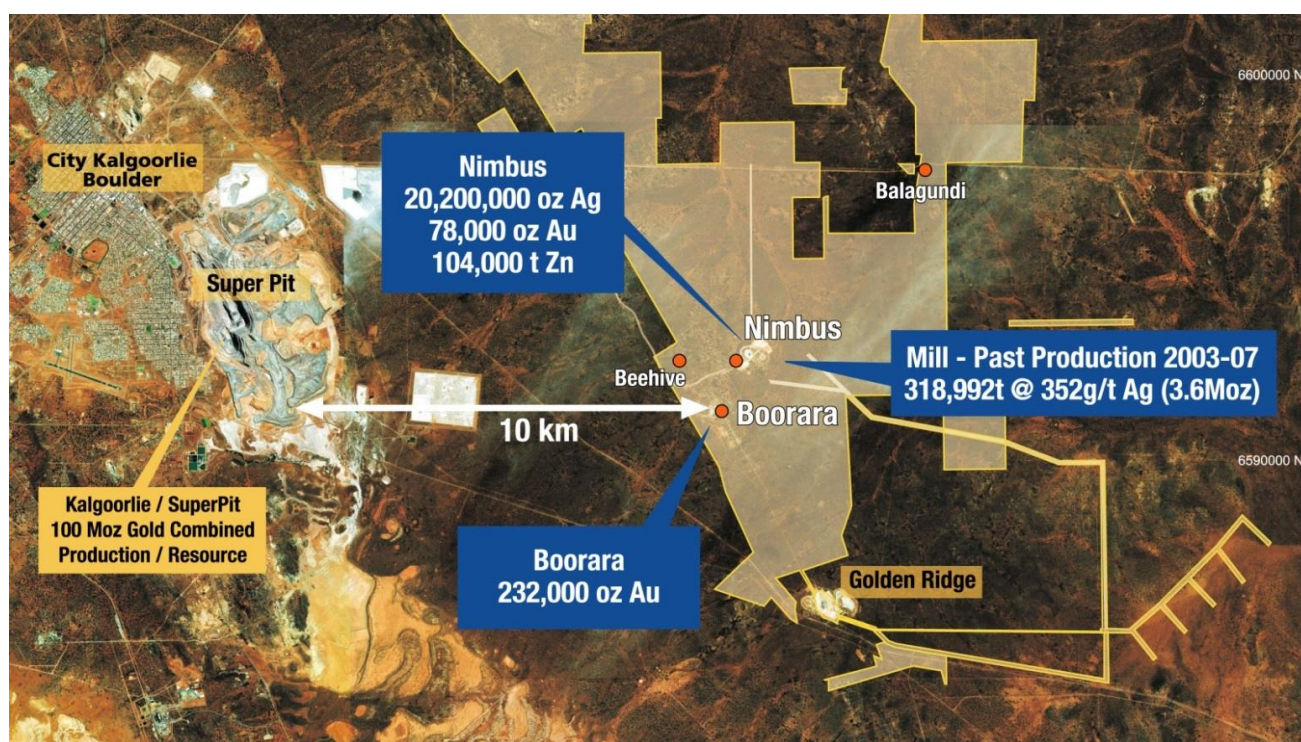 6600000 N
City Kalgoorlie
Boulder
Nimbus
20,200,000 oz Ag
78,000 oz Au
104,000 t Zn
Balagundi
Super Pit
Nimbus
Beehive
Mill - Past Production 2003-07
318,992t @ 352g/t Ag (3.6Moz)
Boorara
10 km
6590000 N
Kalgoorlie / SuperPit
100 Moz Gold Combined
Production / Resource
Boorara
232,000 oz Au
Golden Ridge